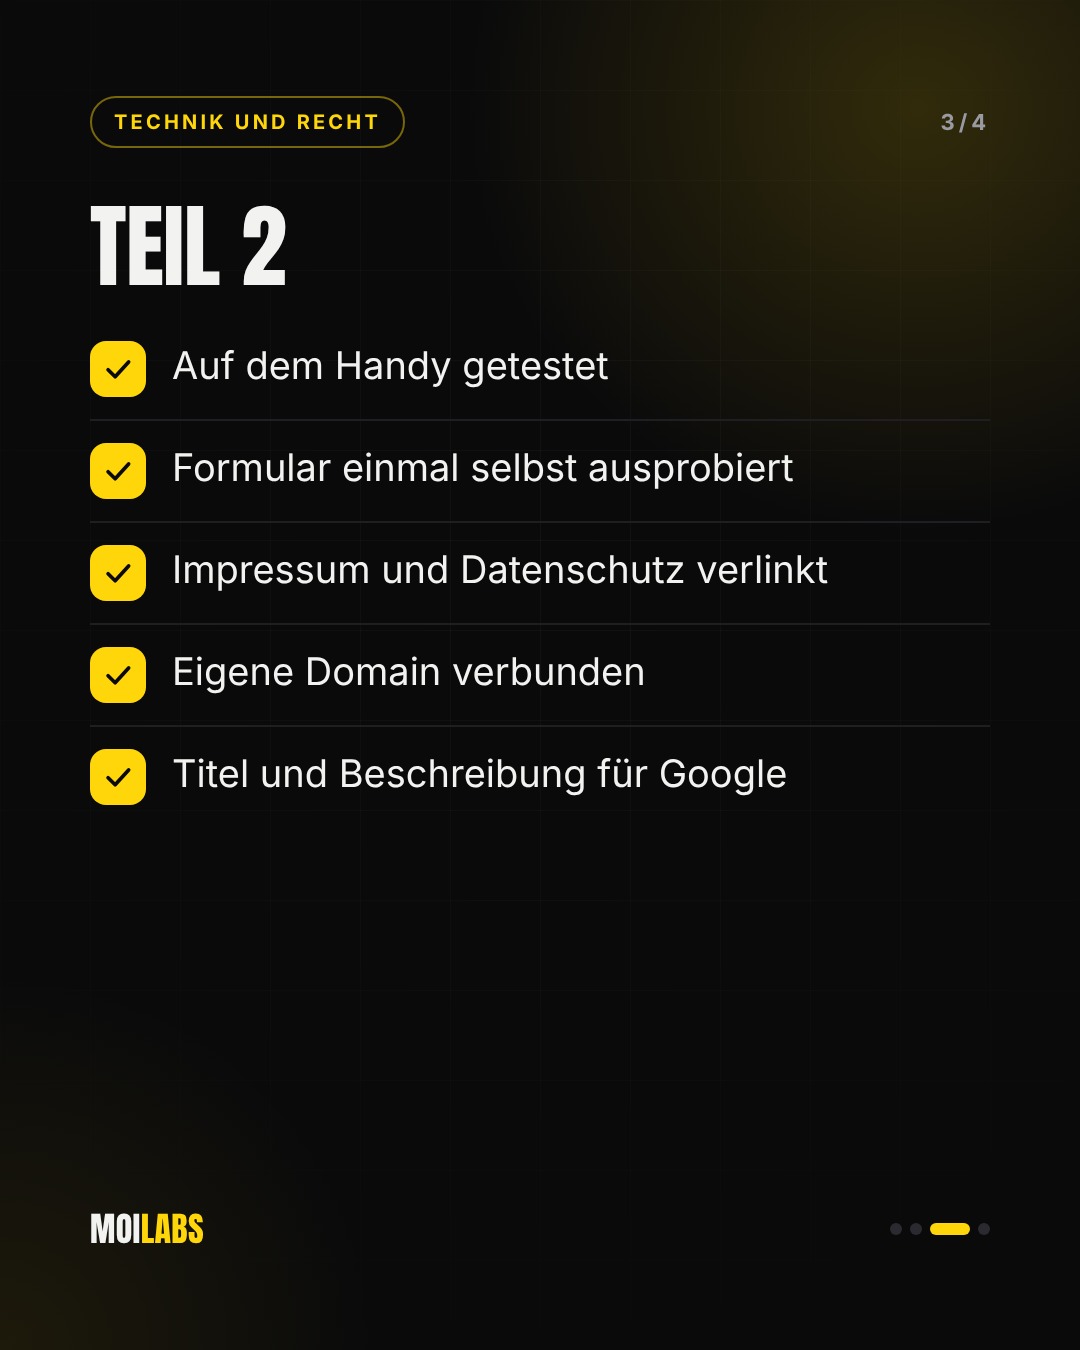 TECHNIK UND RECHT
3/4
TEIL 2
Auf dem Handy getestet
Formular einmal selbst ausprobiert
Impressum und Datenschutz verlinkt
Eigene Domain verbunden
Titel und Beschreibung für Google
MOILABS